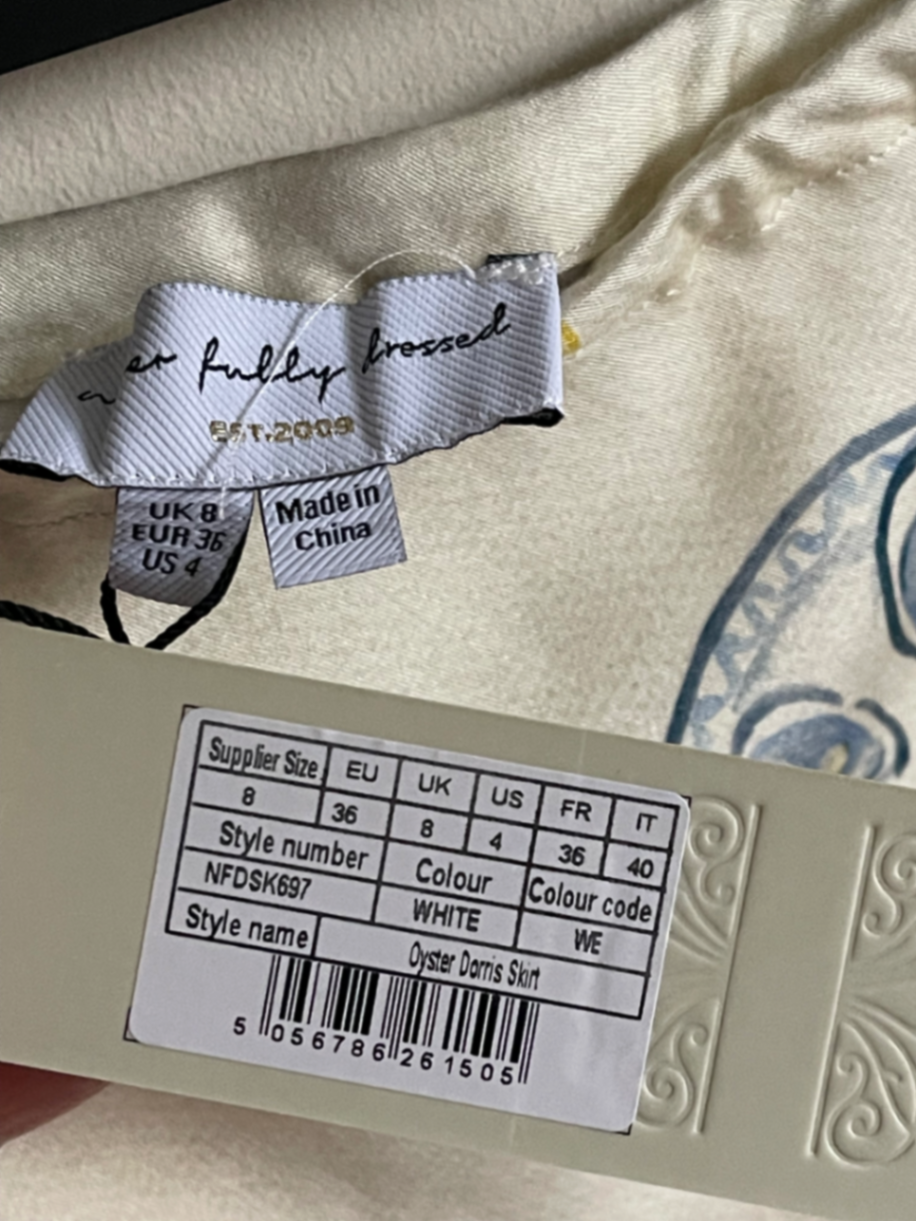 er fully dressed
EST.2009
UK 8
EUR 36
US 4
Made in
China
Supplier Size EU UK US FR IT
8 36 8 4 36 40
Style number Colour Colour code
NFDSK697 WHITE WE
Style name Oyster Dorris Skirt
5 056786 261505